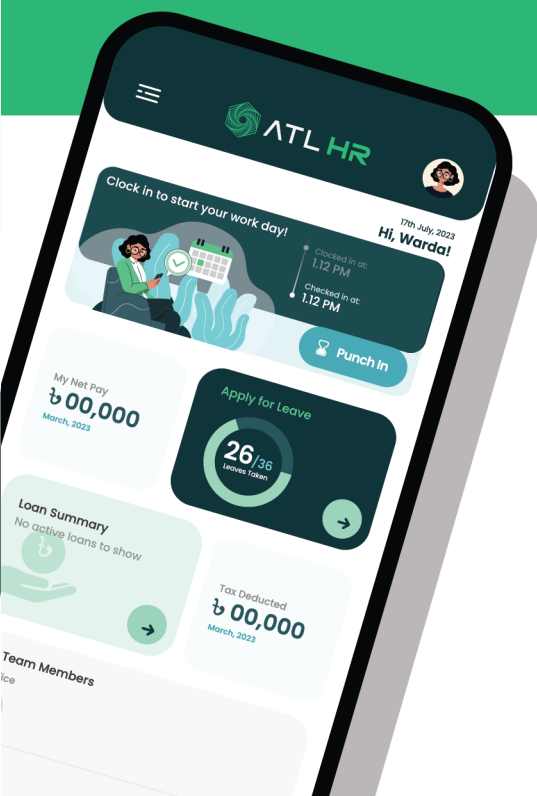 ATL HR
17th July, 2023
Hi, Warda!
Clock in to start your work day!
Clocked in at:
1.12 PM
Checked in at:
1.12 PM
Punch In
My Net Pay
৳ 00,000
March, 2023
Apply for Leave
26/36
Leaves Taken
Loan Summary
No active loans to show
৳
Tax Deducted
৳ 00,000
March, 2023
Team Members
ice